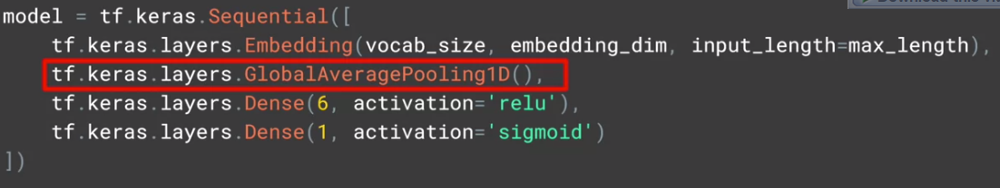 model = tf.keras.Sequential([
    tf.keras.layers.Embedding(vocab_size, embedding_dim, input_length=max_length),
    tf.keras.layers.GlobalAveragePooling1D(),
    tf.keras.layers.Dense(6, activation='relu'),
    tf.keras.layers.Dense(1, activation='sigmoid')
])